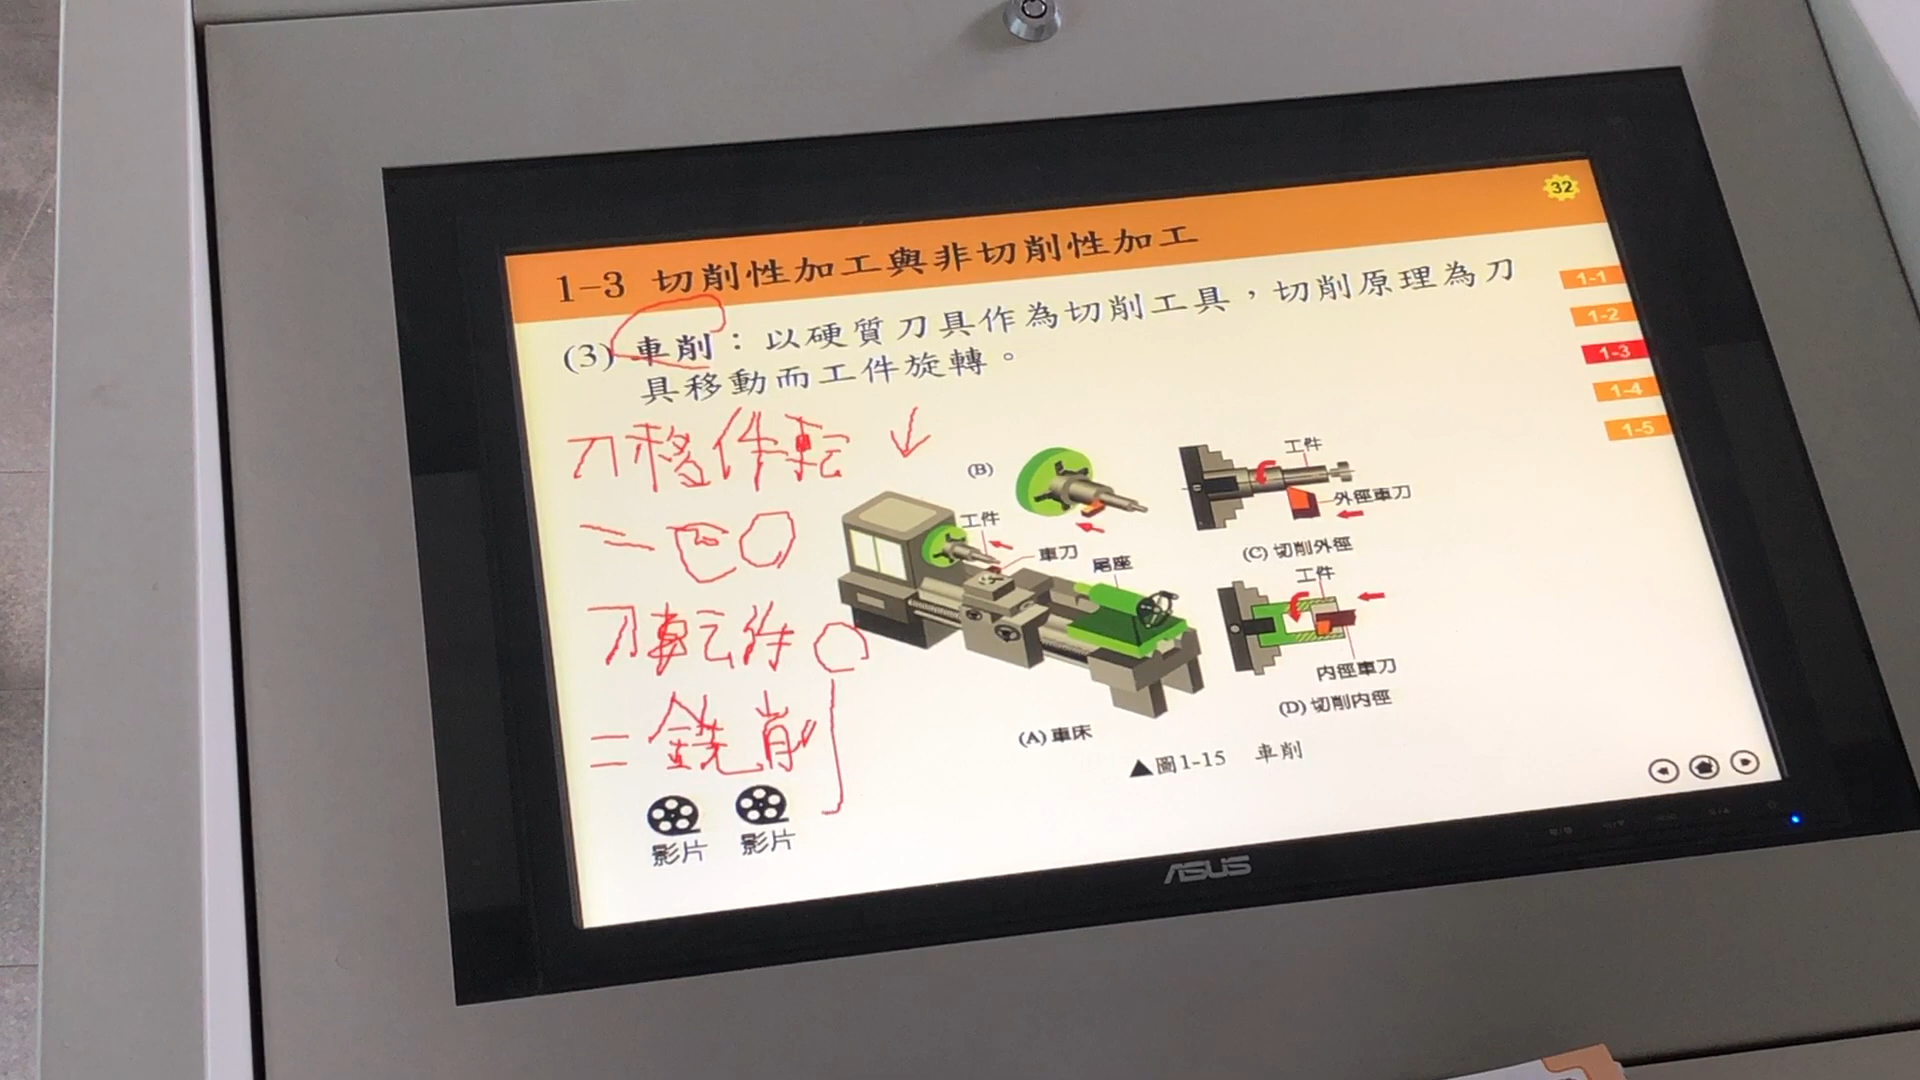 32
1-3 切削性加工與非切削性加工
(3) 車削：以硬質刀具作為切削工具，切削原理為刀
具移動而工件旋轉。
1-1
1-2
1-3
1-4
1-5
刀移件転
=
刀転件
= 銑削
影片 影片
(B)
工件
車刀
尾座
(A) 車床
工件
外徑車刀
(C) 切削外徑
工件
內徑車刀
(D) 切削內徑
▲圖1-15 車削
ASUS